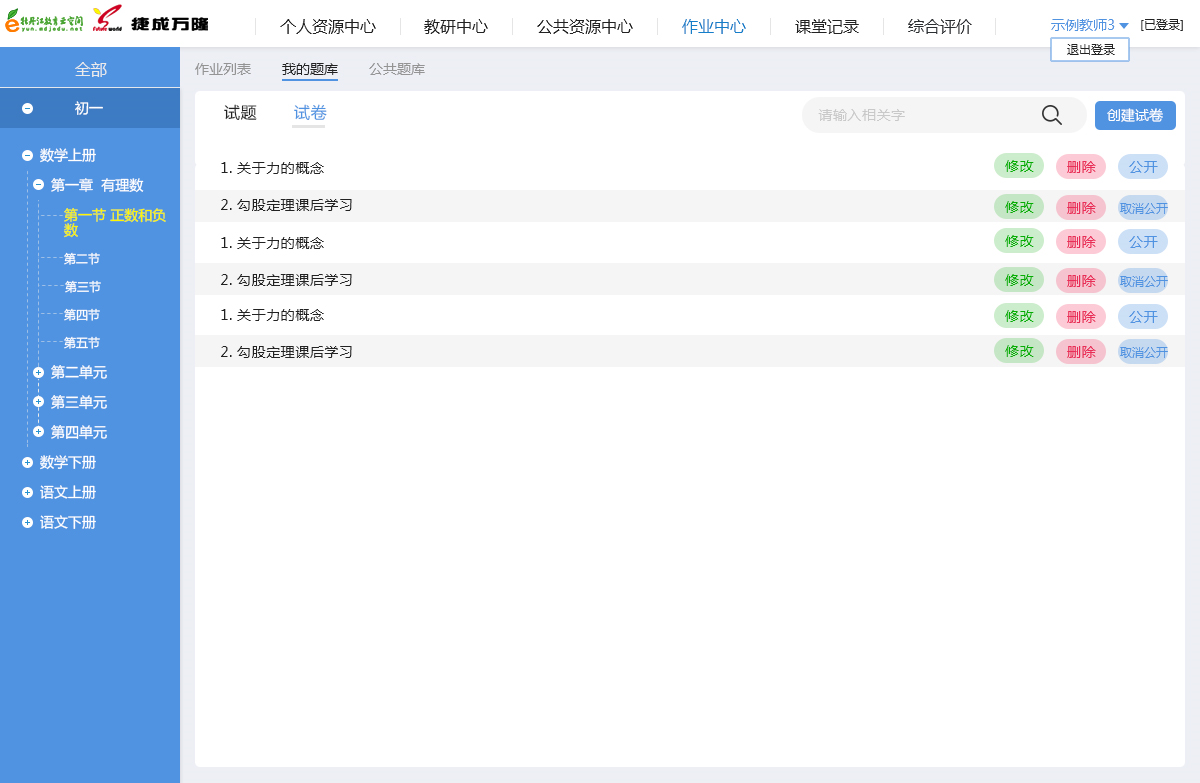 牡丹江教育云空间
yun.mdjedu.net
Future world
捷成万隆
个人资源中心
教研中心
公共资源中心
作业中心
课堂记录
综合评价
示例教师3
[已登录]
退出登录
全部
初一
数学上册
第一章 有理数
第一节 正数和负
数
第二节
第三节
第四节
第五节
第二单元
第三单元
第四单元
数学下册
语文上册
语文下册
作业列表
我的题库
公共题库
试题
试卷
请输入相关字
创建试卷
1. 关于力的概念 修改 删除 公开
2. 勾股定理课后学习 修改 删除 取消公开
1. 关于力的概念 修改 删除 公开
2. 勾股定理课后学习 修改 删除 取消公开
1. 关于力的概念 修改 删除 公开
2. 勾股定理课后学习 修改 删除 取消公开